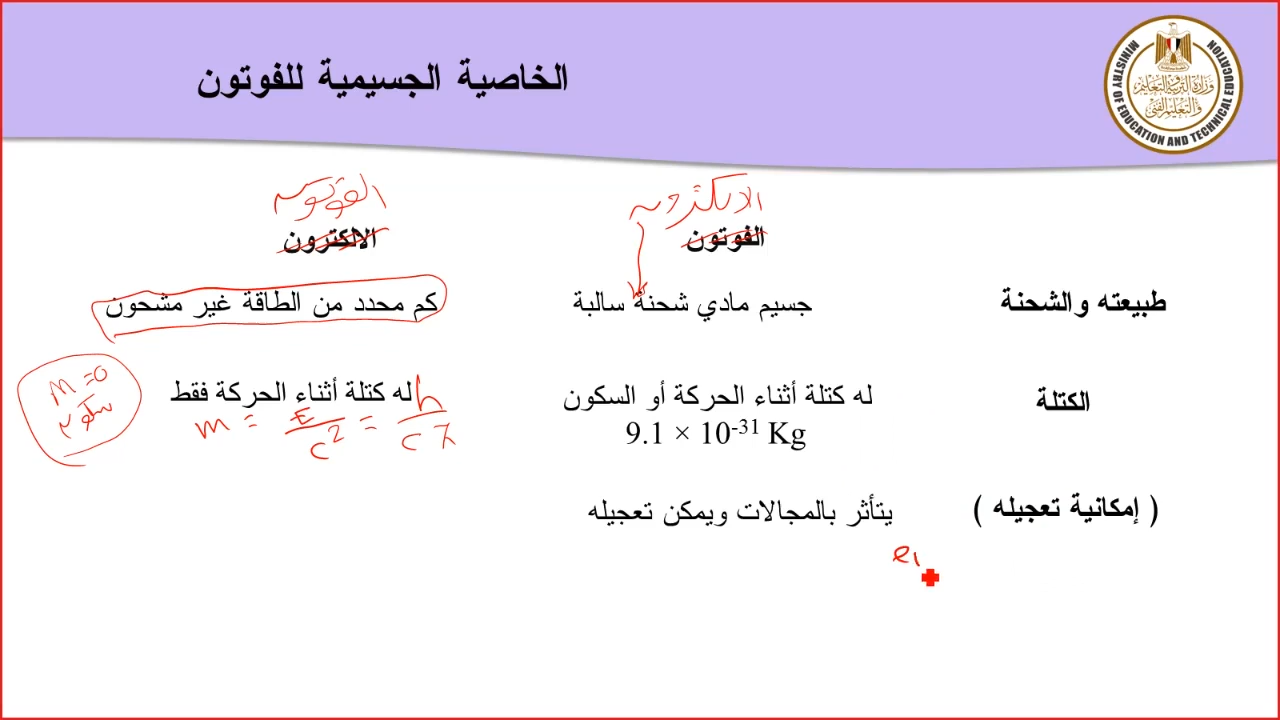 الخاصية الجسيمية للفوتون
وزارة التربية والتعليم
والتعليم الفني
MINISTRY OF EDUCATION AND TECHNICAL EDUCATION
الالكترون الفوتون
الفوتون الالكترون
طبيعته والشحنة جسيم مادي شحنة سالبة كم محدد من الطاقة غير مشحون
الكتلة له كتلة أثناء الحركة أو السكون له كتلة أثناء الحركة فقط
9.1 × 10⁻³¹ Kg
m = E/c² = h/cλ
m = 0
سكون
( إمكانية تعجيله ) يتأثر بالمجالات ويمكن تعجيله